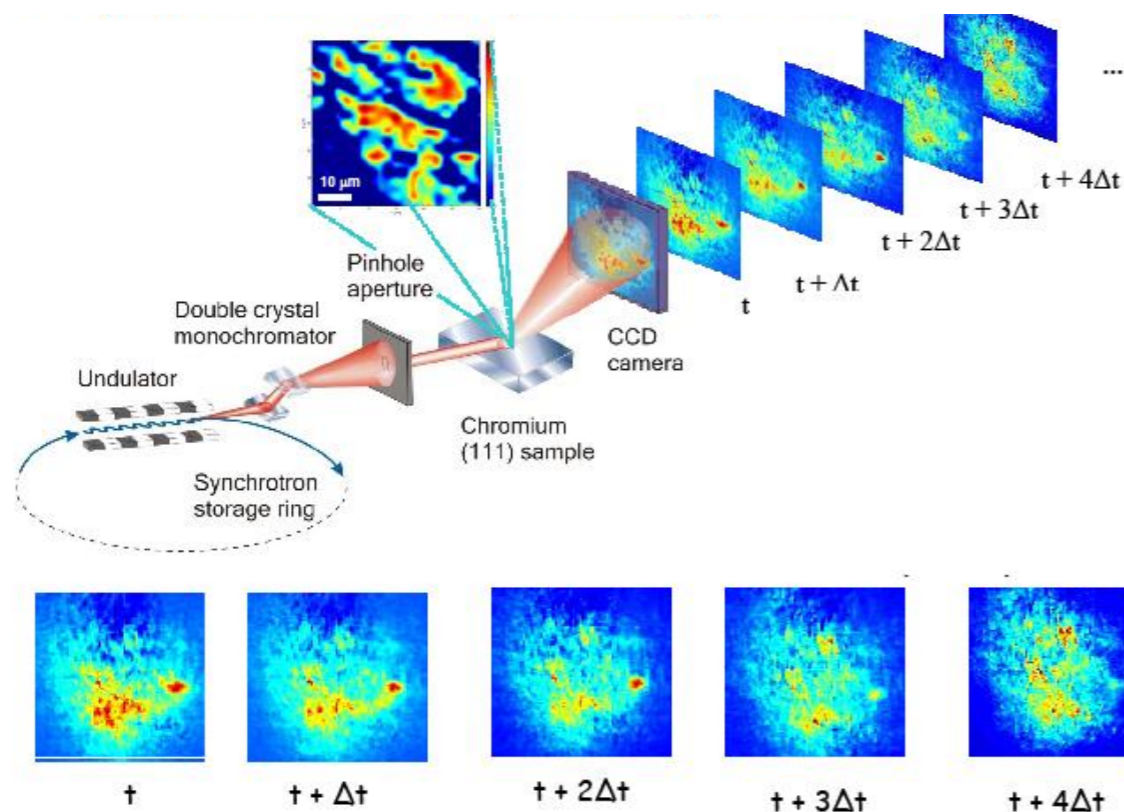 10 μm
...
t + 4Δt
t + 3Δt
t + 2Δt
t + Λt
t
Pinhole
aperture
Double crystal
monochromator
CCD
camera
Undulator
Chromium
(111) sample
Synchrotron
storage ring
t
t + Δt
t + 2Δt
t + 3Δt
t + 4Δt